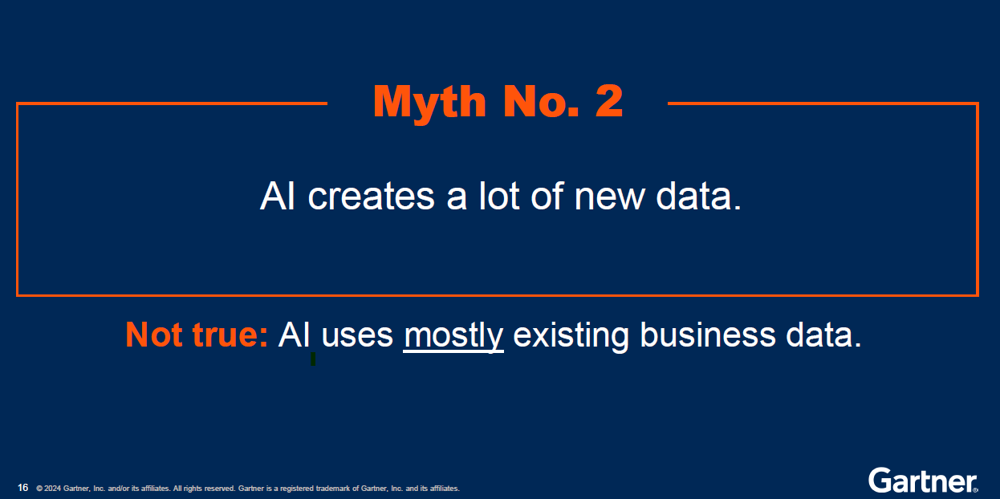 Myth No. 2
AI creates a lot of new data.
Not true: AI uses mostly existing business data.
16 © 2024 Gartner, Inc. and/or its affiliates. All rights reserved. Gartner is a registered trademark of Gartner, Inc. and its affiliates.
Gartner®